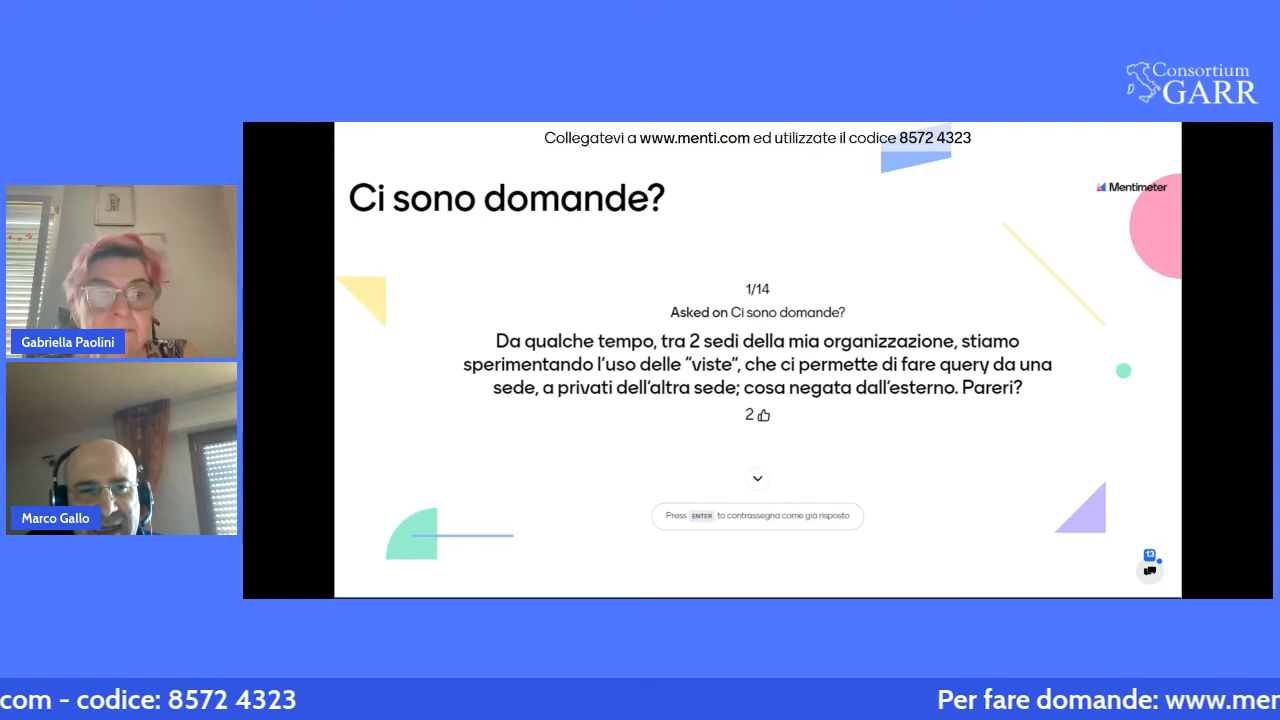 Consortium
GARR
Collegatevi a www.menti.com ed utilizzate il codice 8572 4323
Ci sono domande?
Mentimeter
1/14
Asked on Ci sono domande?
Da qualche tempo, tra 2 sedi della mia organizzazione, stiamo
sperimentando l'uso delle "viste", che ci permette di fare query da una
sede, a privati dell'altra sede; cosa negata dall'esterno. Pareri?
2
Press ENTER to contrassegna come già risposto
13
Gabriella Paolini
Marco Gallo
com - codice: 8572 4323
Per fare domande: www.men